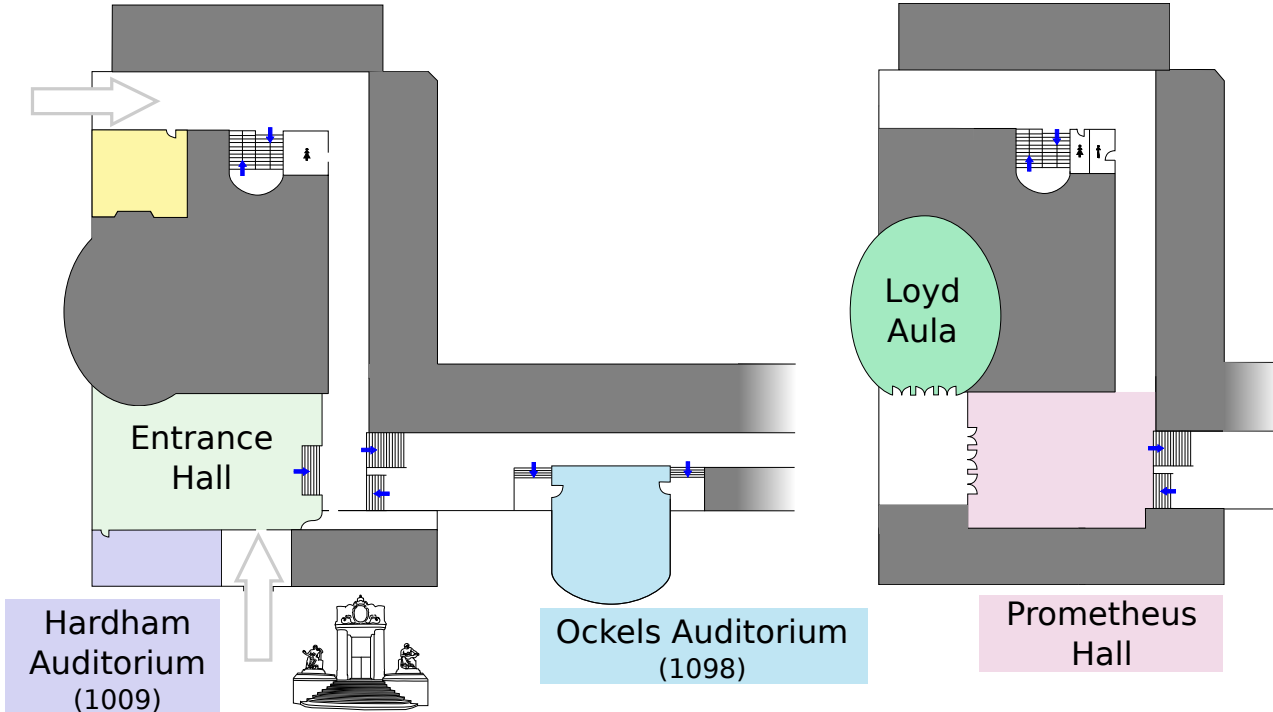 Entrance
Hall
Loyd
Aula
Hardham
Auditorium
(1009)
Ockels Auditorium
(1098)
Prometheus
Hall